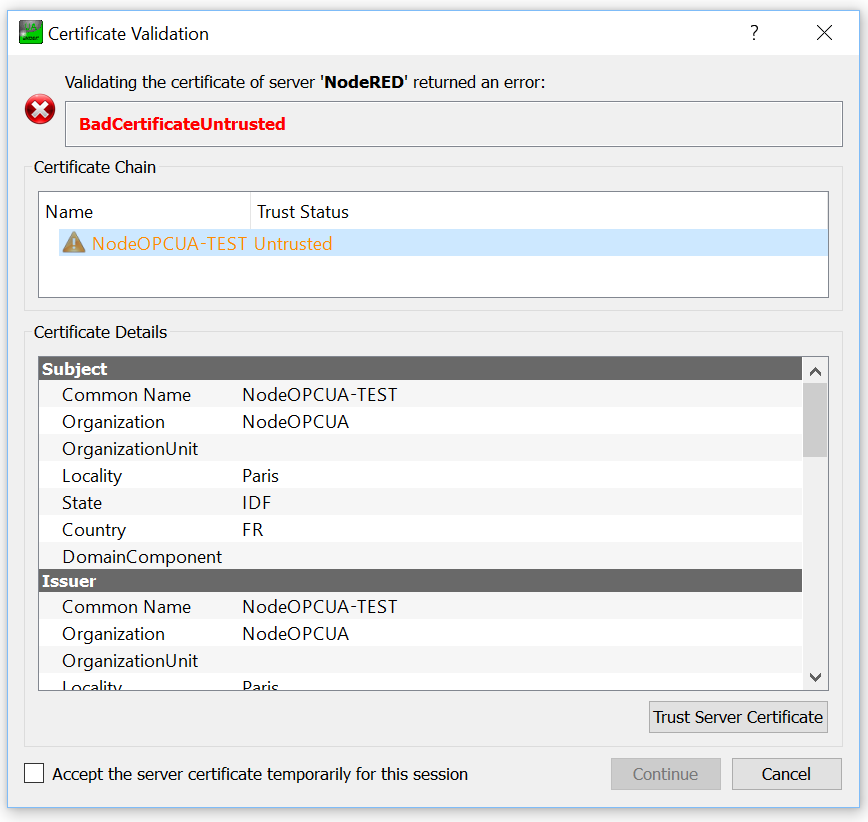 Certificate Validation ?
Validating the certificate of server 'NodeRED' returned an error:
BadCertificateUntrusted
Certificate Chain
Name Trust Status
NodeOPCUA-TEST Untrusted
Certificate Details
Subject
Common Name NodeOPCUA-TEST
Organization NodeOPCUA
OrganizationUnit
Locality Paris
State IDF
Country FR
DomainComponent
Issuer
Common Name NodeOPCUA-TEST
Organization NodeOPCUA
OrganizationUnit
Locality Paris
Trust Server Certificate
Accept the server certificate temporarily for this session Continue Cancel